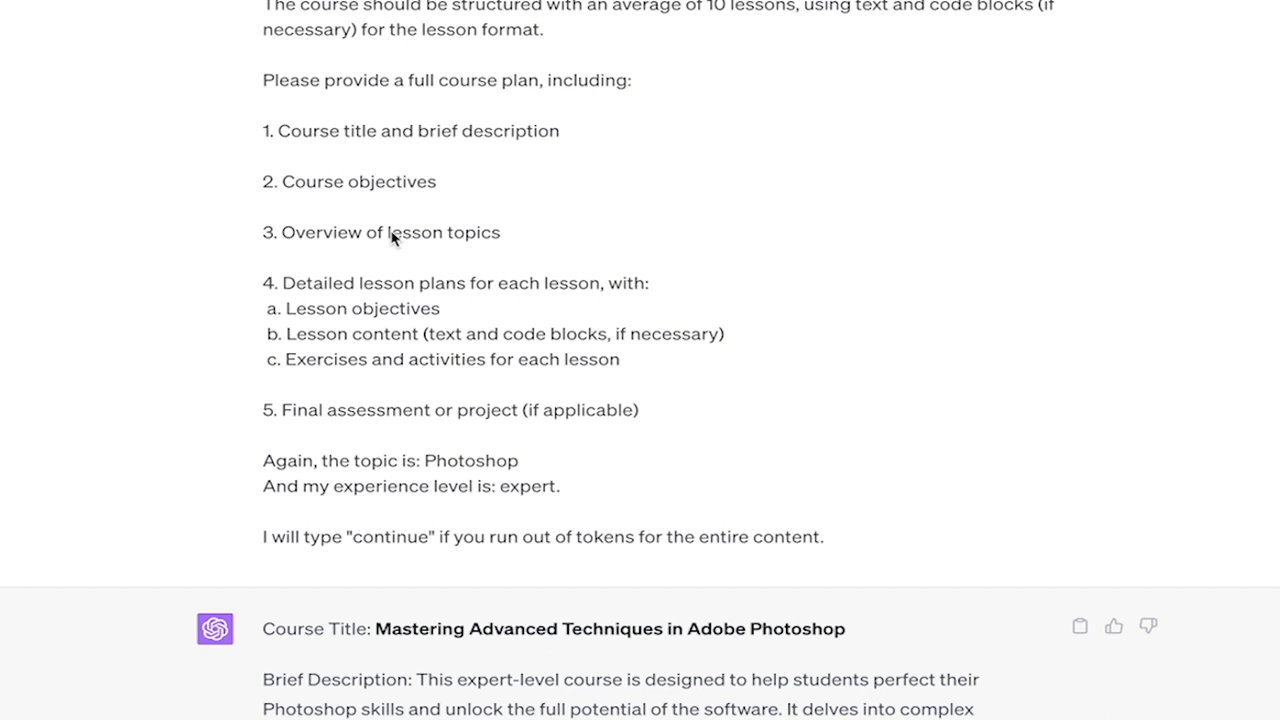 The course should be structured with an average of 10 lessons, using text and code blocks (if
necessary) for the lesson format.
Please provide a full course plan, including:
1. Course title and brief description
2. Course objectives
3. Overview of lesson topics
4. Detailed lesson plans for each lesson, with:
a. Lesson objectives
b. Lesson content (text and code blocks, if necessary)
c. Exercises and activities for each lesson
5. Final assessment or project (if applicable)
Again, the topic is: Photoshop
And my experience level is: expert.
I will type "continue" if you run out of tokens for the entire content.
Course Title: Mastering Advanced Techniques in Adobe Photoshop
Brief Description: This expert-level course is designed to help students perfect their
Photoshop skills and unlock the full potential of the software. It delves into complex